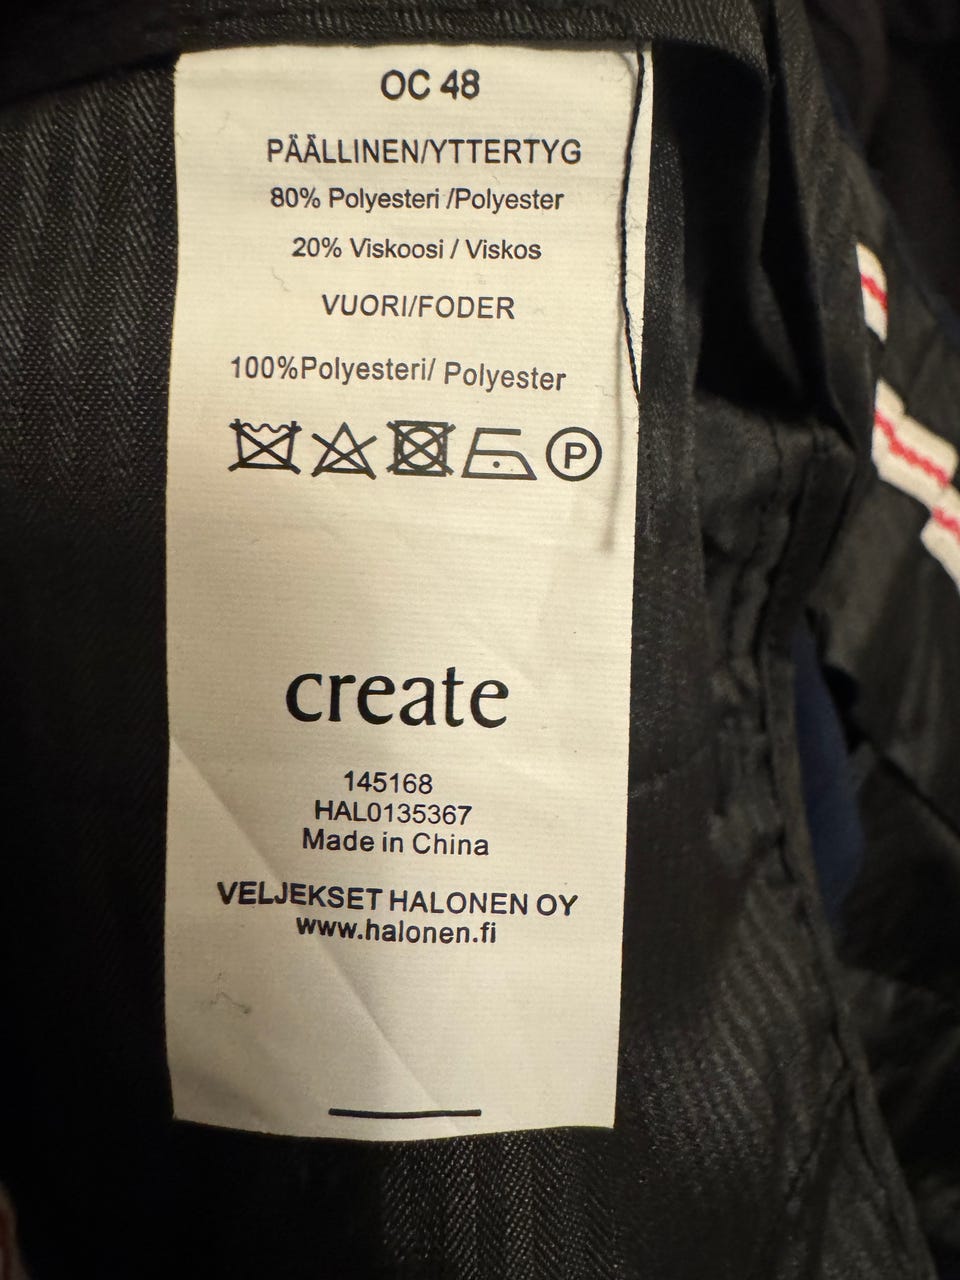 OC 48
PÄÄLLINEN/YTTERTYG
80% Polyesteri /Polyester
20% Viskoosi / Viskos
VUORI/FODER
100%Polyesteri/ Polyester
P
create
145168
HAL0135367
Made in China
VELJEKSET HALONEN OY
www.halonen.fi